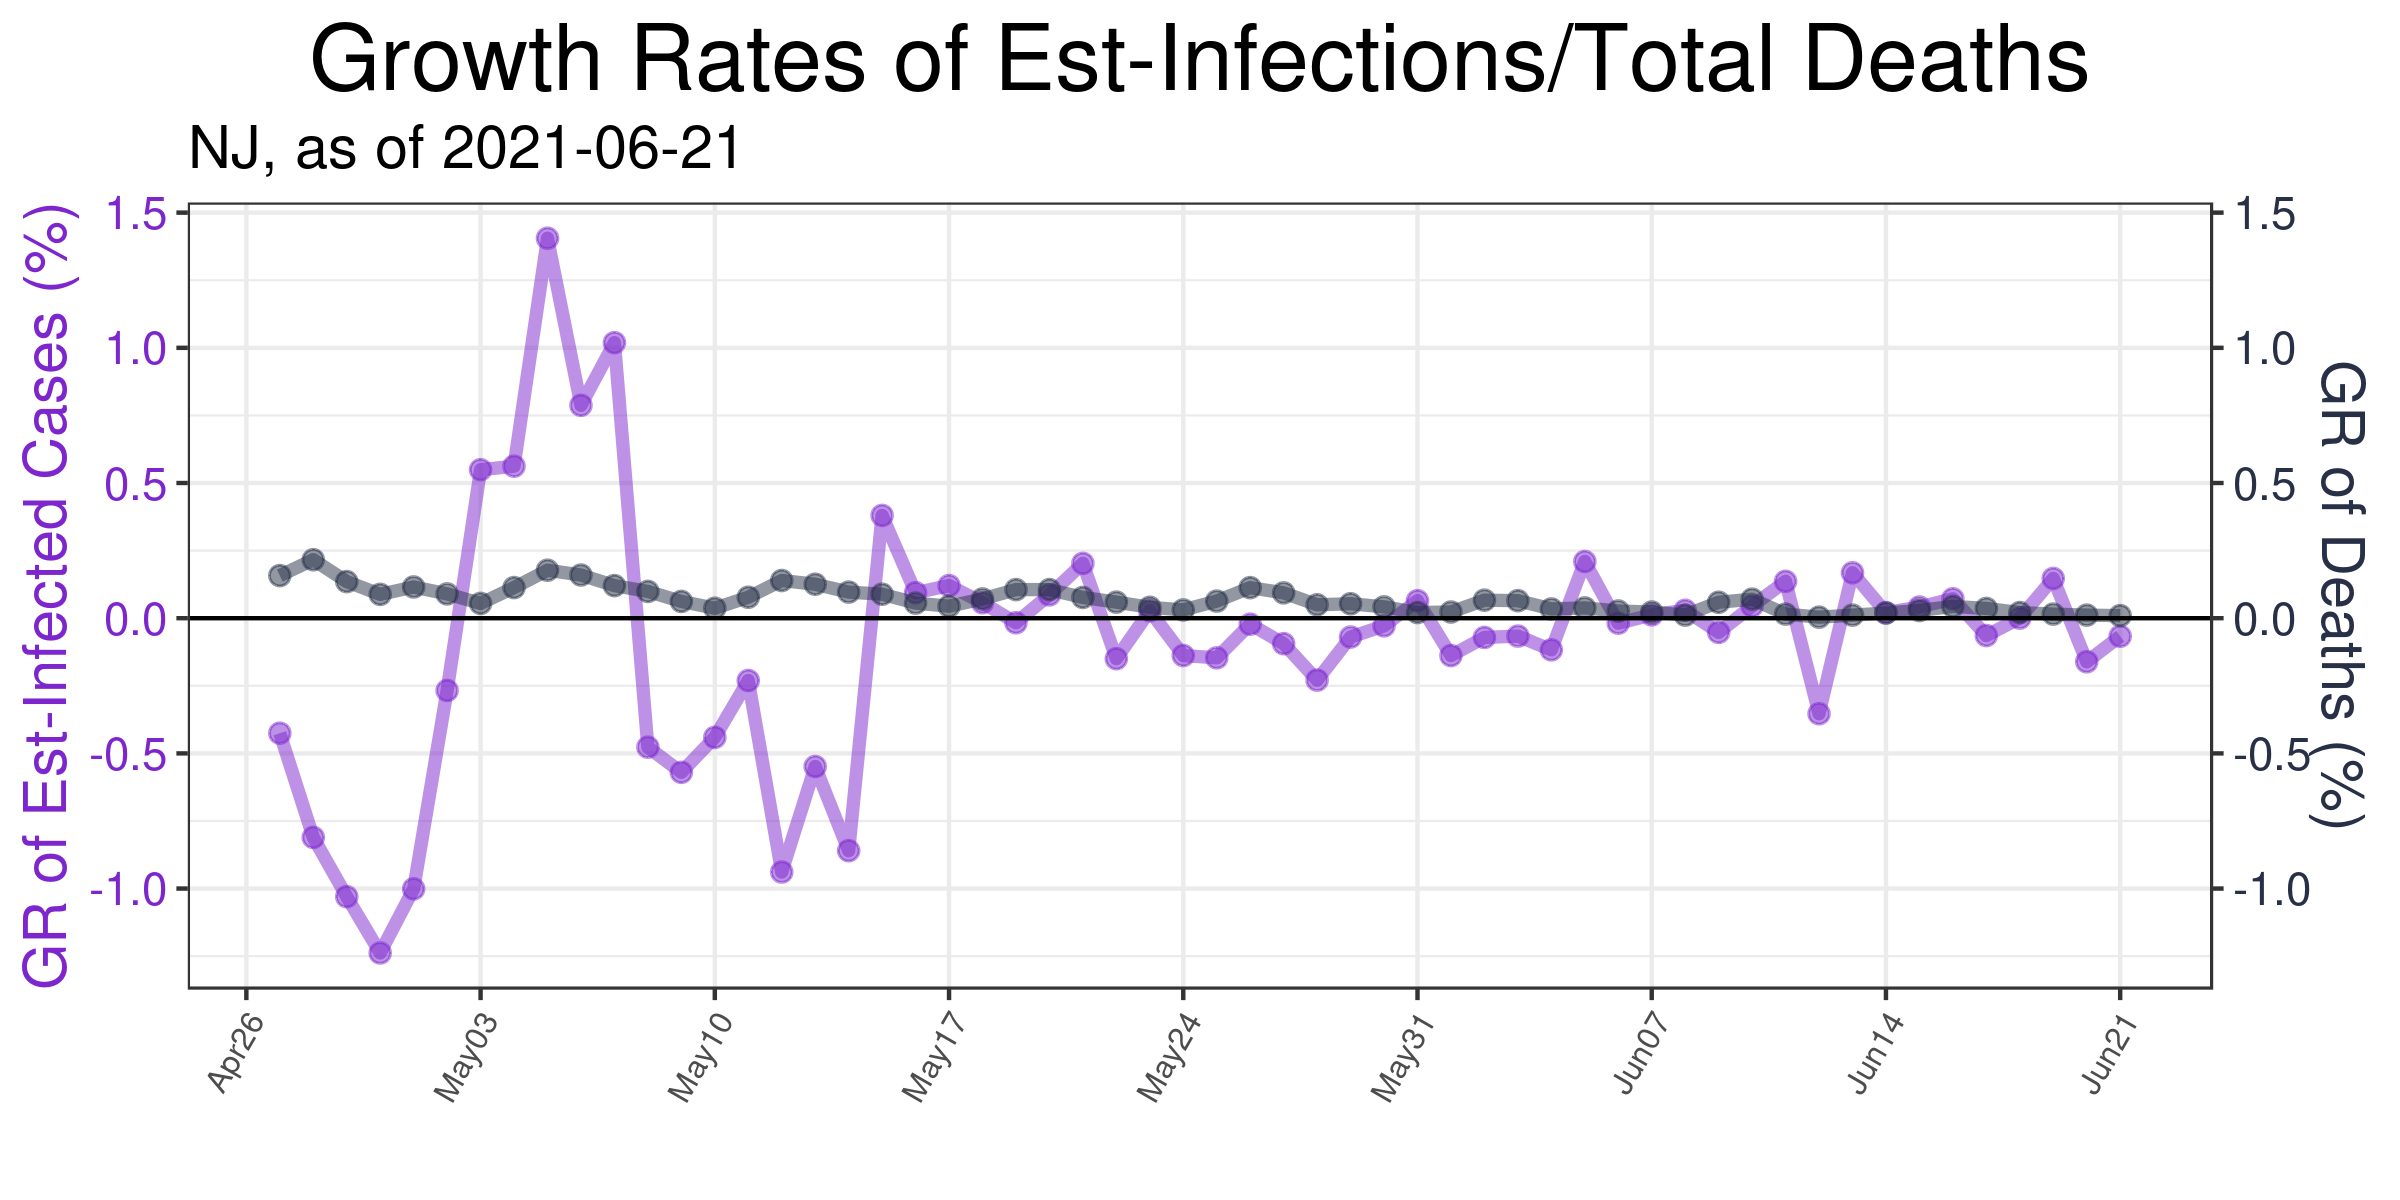 Growth Rates of Est-Infections/Total Deaths
NJ, as of 2021-06-21
GR of Est-Infected Cases (%)
1.5
1.0
0.5
0.0
-0.5
-1.0
1.5
1.0
0.5
0.0
-0.5
-1.0
GR of Deaths (%)
Apr26
May03
May10
May17
May24
May31
Jun07
Jun14
Jun21